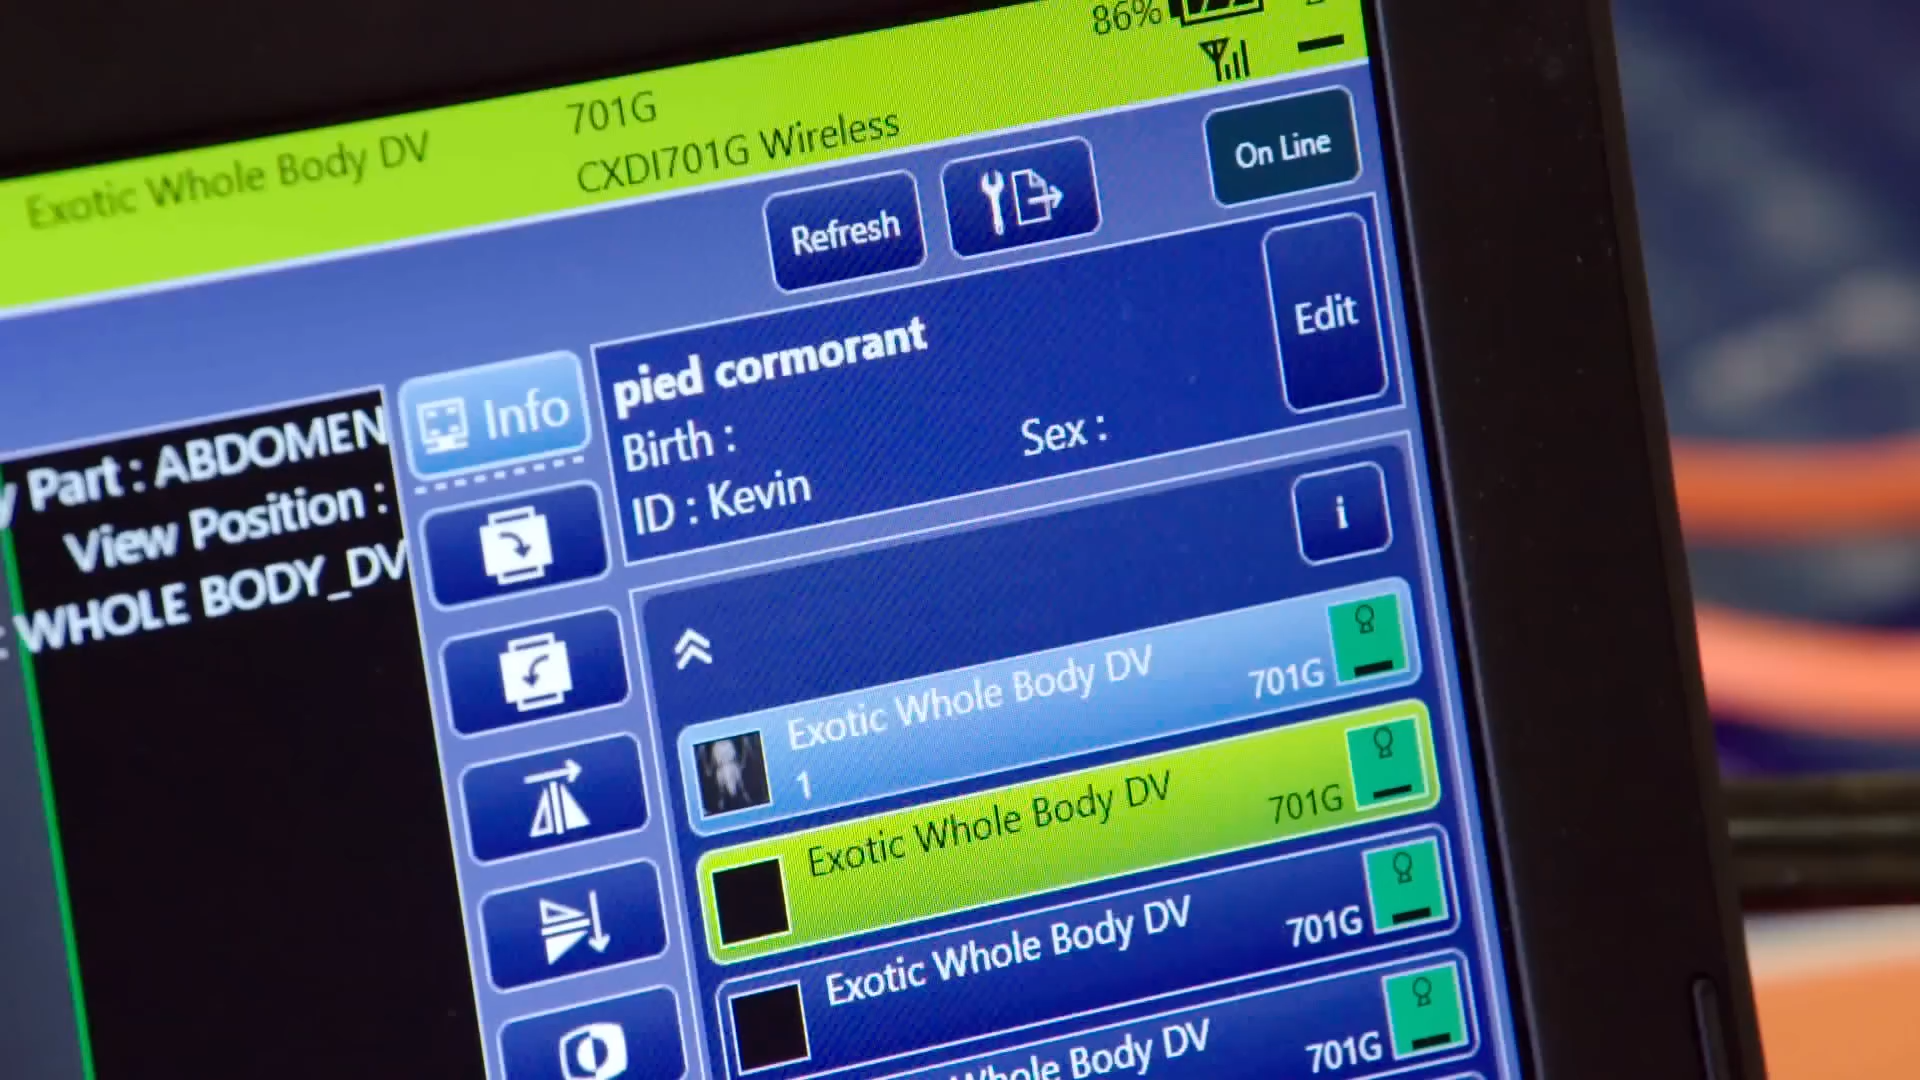 86%
701G
Exotic Whole Body DV
CXDI701G Wireless
On Line
Refresh
Edit
pied cormorant
Birth :
Sex :
ID : Kevin
Info
y Part : ABDOMEN
View Position :
: WHOLE BODY_DV
i
Exotic Whole Body DV
701G
1
Exotic Whole Body DV
701G
Exotic Whole Body DV
701G
Whole Body DV
701G